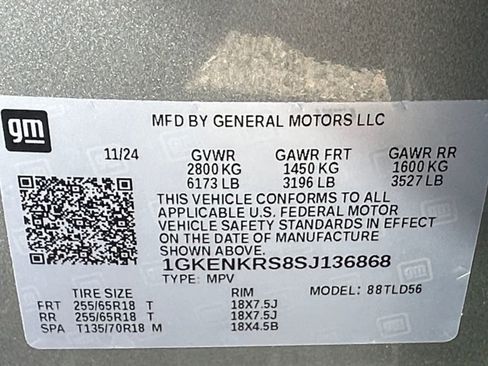 gm
MFD BY GENERAL MOTORS LLC
11/24 GVWR GAWR FRT GAWR RR
2800 KG 1450 KG 1600 KG
6173 LB 3196 LB 3527 LB
THIS VEHICLE CONFORMS TO ALL
APPLICABLE U.S. FEDERAL MOTOR
VEHICLE SAFETY STANDARDS IN EFFECT
ON THE DATE OF MANUFACTURE
SHOWN ABOVE.
1GKENKRS8SJ136868
TYPE: MPV MODEL: 88TLD56
TIRE SIZE RIM
FRT 255/65R18 T 18X7.5J
RR 255/65R18 T 18X7.5J
SPA T135/70R18 M 18X4.5B